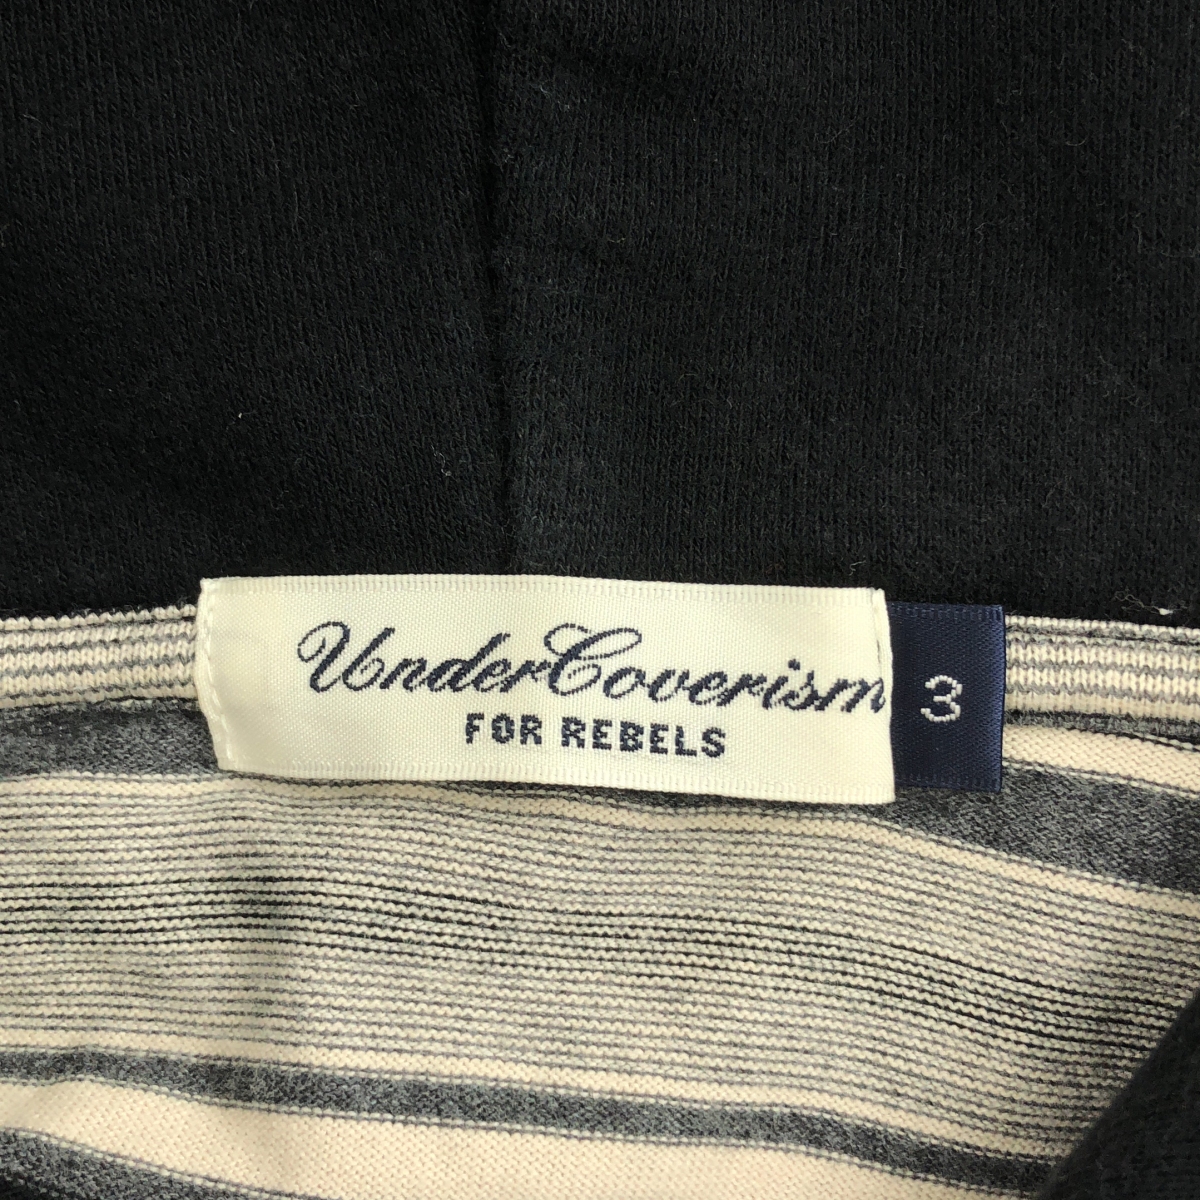 UnderCoverism
FOR REBELS
3